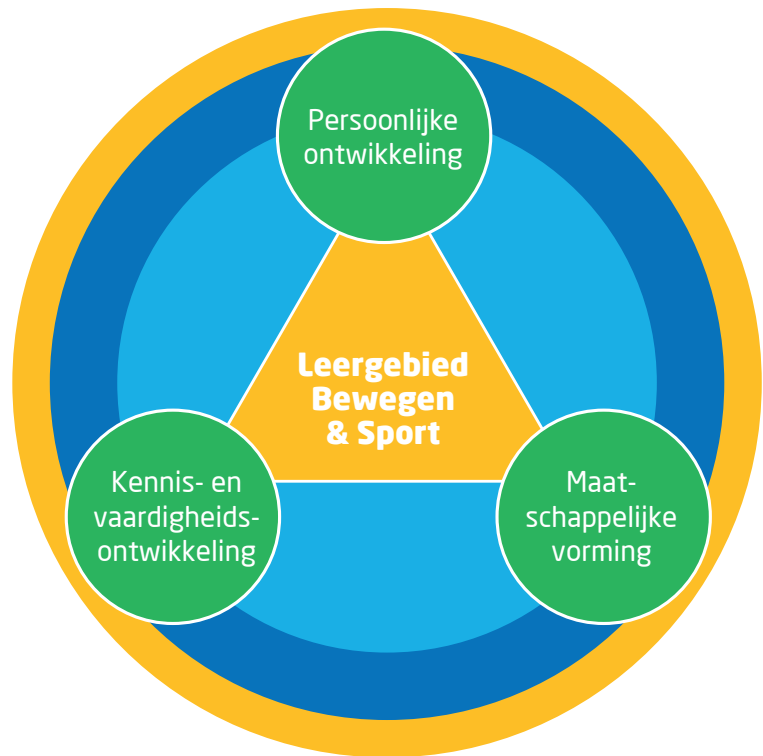 Persoonlijke
ontwikkeling
Leergebied
Bewegen
& Sport
Kennis- en
vaardigheids-
ontwikkeling
Maat-
schappelijke
vorming